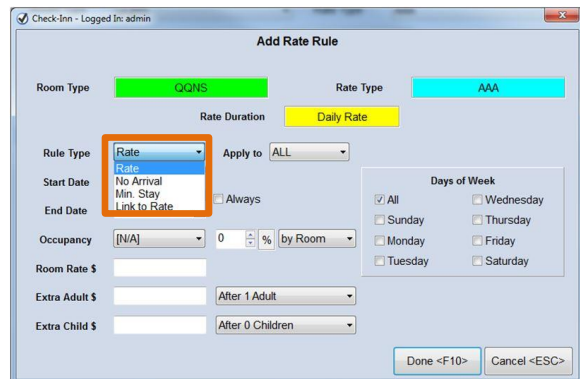 Check-Inn - Logged In: admin
Add Rate Rule
Room Type QQNS Rate Type AAA
Rate Duration Daily Rate
Rule Type Rate Apply to ALL
Rate
No Arrival
Min. Stay
Link to Rate
Start Date
End Date
Always
Days of Week
All Wednesday
Sunday Thursday
Monday Friday
Tuesday Saturday
Occupancy [N/A] 0 % by Room
Room Rate $
Extra Adult $ After 1 Adult
Extra Child $ After 0 Children
Done <F10> Cancel <ESC>